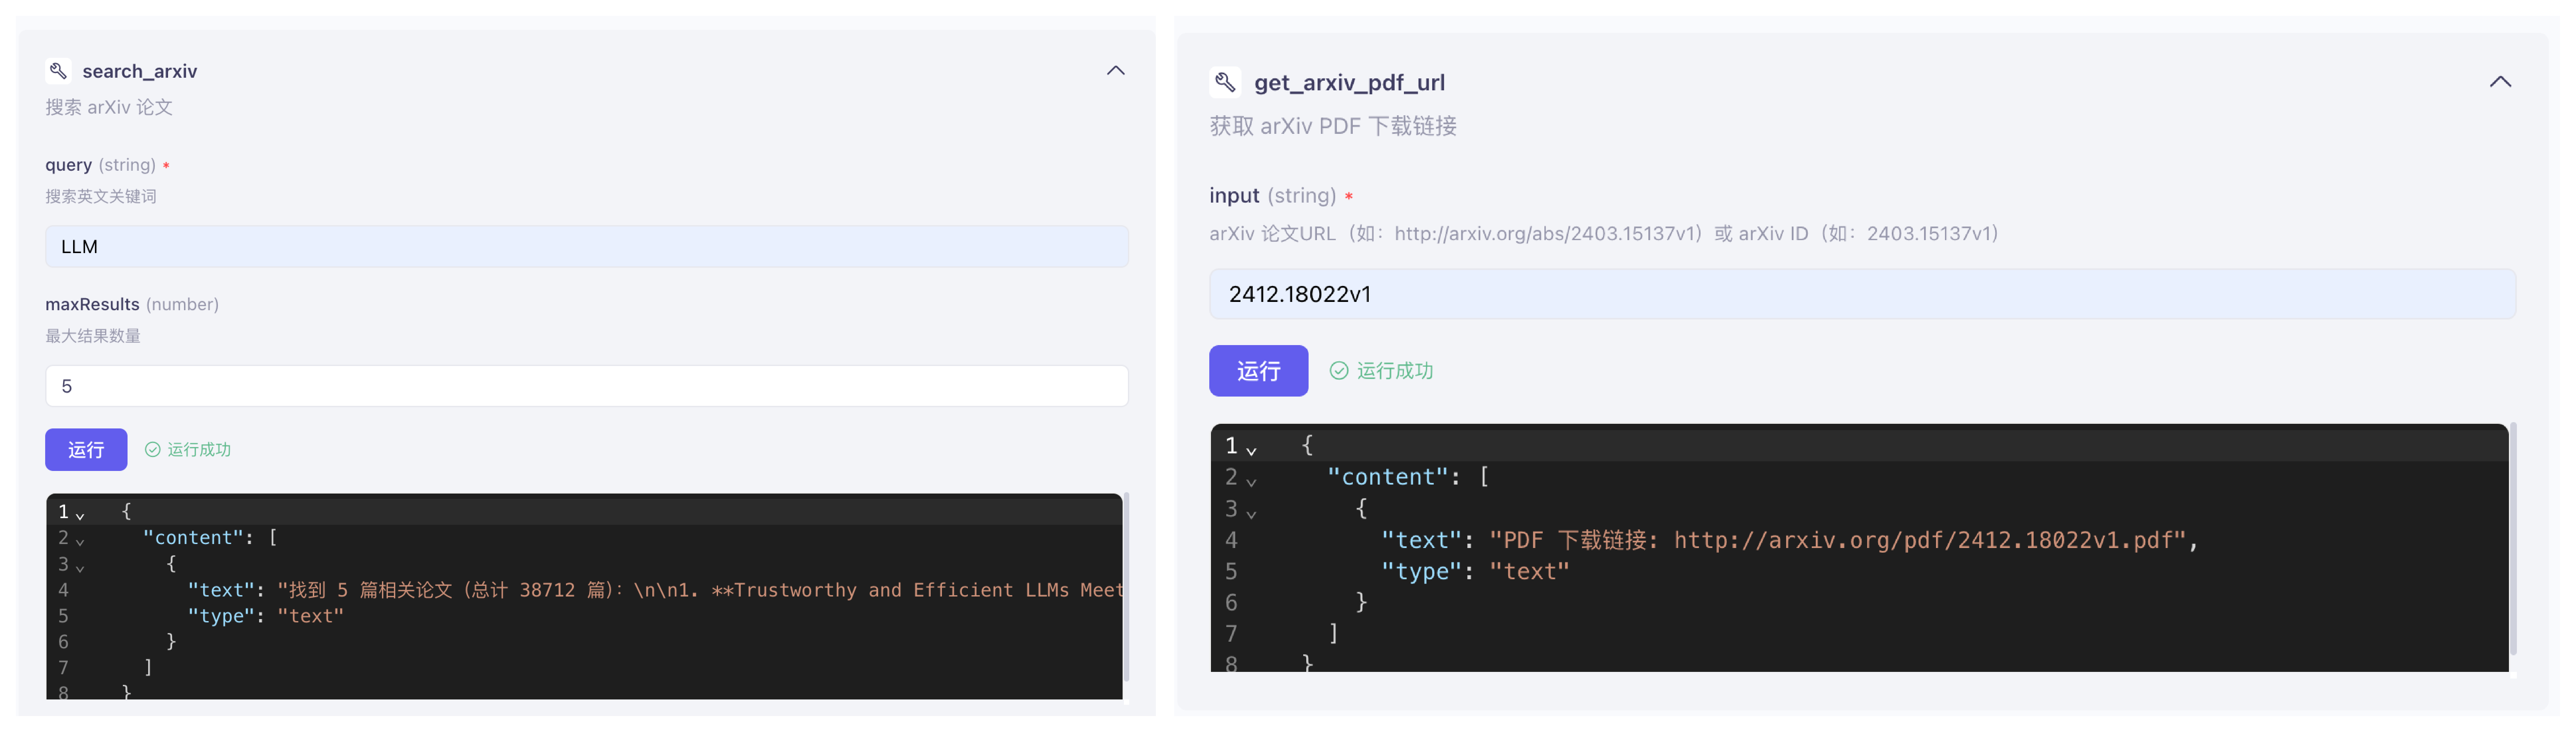 search_arxiv
搜索 arXiv 论文
query (string) *
搜索英文关键词
LLM
maxResults (number)
最大结果数量
5
运行 运行成功
1 {
2 "content": [
3 {
4 "text": "找到 5 篇相关论文（总计 38712 篇）：\n\n1. **Trustworthy and Efficient LLMs Meet
5 "type": "text"
6 }
7 ]
8 }
get_arxiv_pdf_url
获取 arXiv PDF 下载链接
input (string) *
arXiv 论文URL（如：http://arxiv.org/abs/2403.15137v1）或 arXiv ID（如：2403.15137v1）
2412.18022v1
运行 运行成功
1 {
2 "content": [
3 {
4 "text": "PDF 下载链接: http://arxiv.org/pdf/2412.18022v1.pdf",
5 "type": "text"
6 }
7 ]
8 }